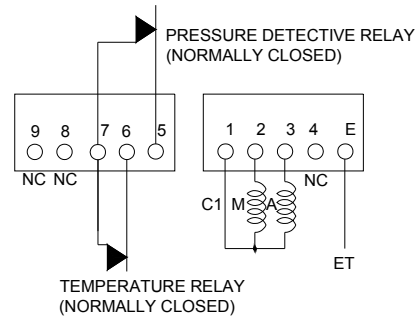 PRESSURE DETECTIVE RELAY
(NORMALLY CLOSED)
9 8 7 6 5
1 2 3 4 E
NC NC
NC
C1 M A
ET
TEMPERATURE RELAY
(NORMALLY CLOSED)